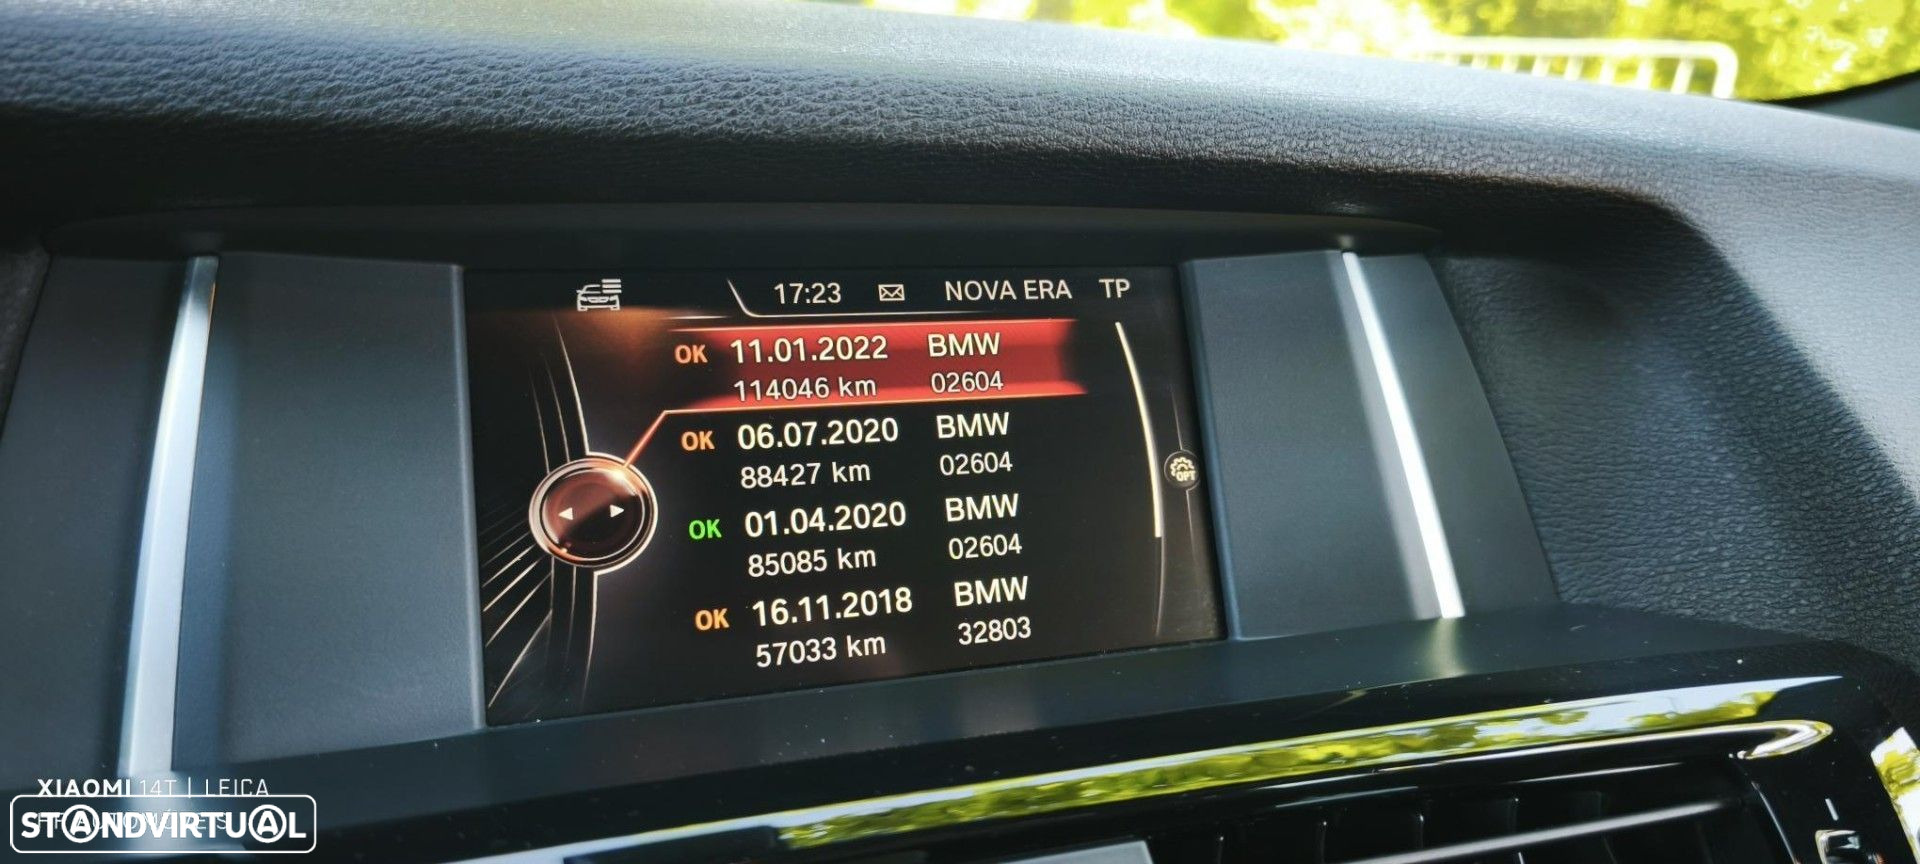 17:23 NOVA ERA TP
OK 11.01.2022 BMW
114046 km 02604
OK 06.07.2020 BMW
88427 km 02604
OK 01.04.2020 BMW
85085 km 02604
OK 16.11.2018 BMW
57033 km 32803
OPT
XIAOMI 14T | LEICA
STANDVIRTUAL